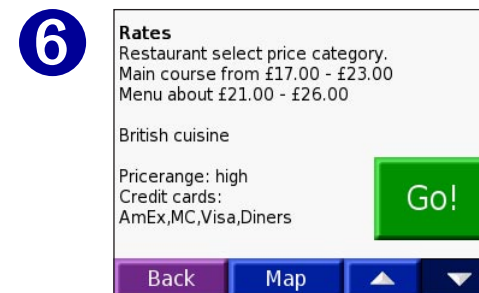 6
Rates
Restaurant select price category.
Main course from £17.00 - £23.00
Menu about £21.00 - £26.00
British cuisine
Pricerange: high
Credit cards:
AmEx,MC,Visa,Diners
Go!
Back Map